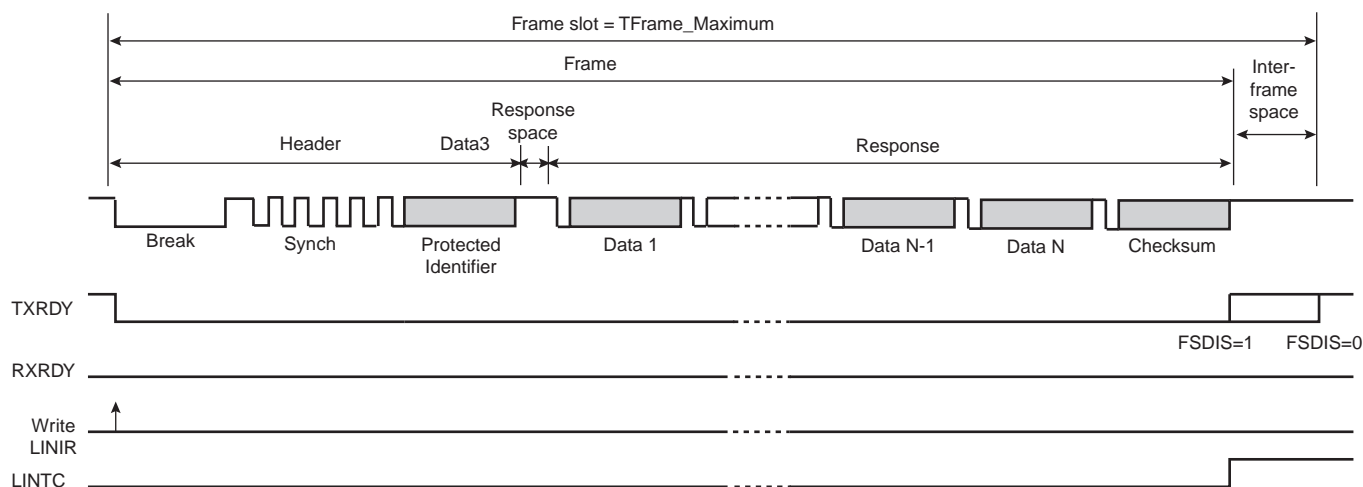 Frame slot = TFrame_Maximum
Frame
Inter-
frame
space
Response
space
Header
Data3
Response
Break
Synch
Protected
Identifier
Data 1
Data N-1
Data N
Checksum
TXRDY
FSDIS=1
FSDIS=0
RXRDY
Write
LINIR
LINTC